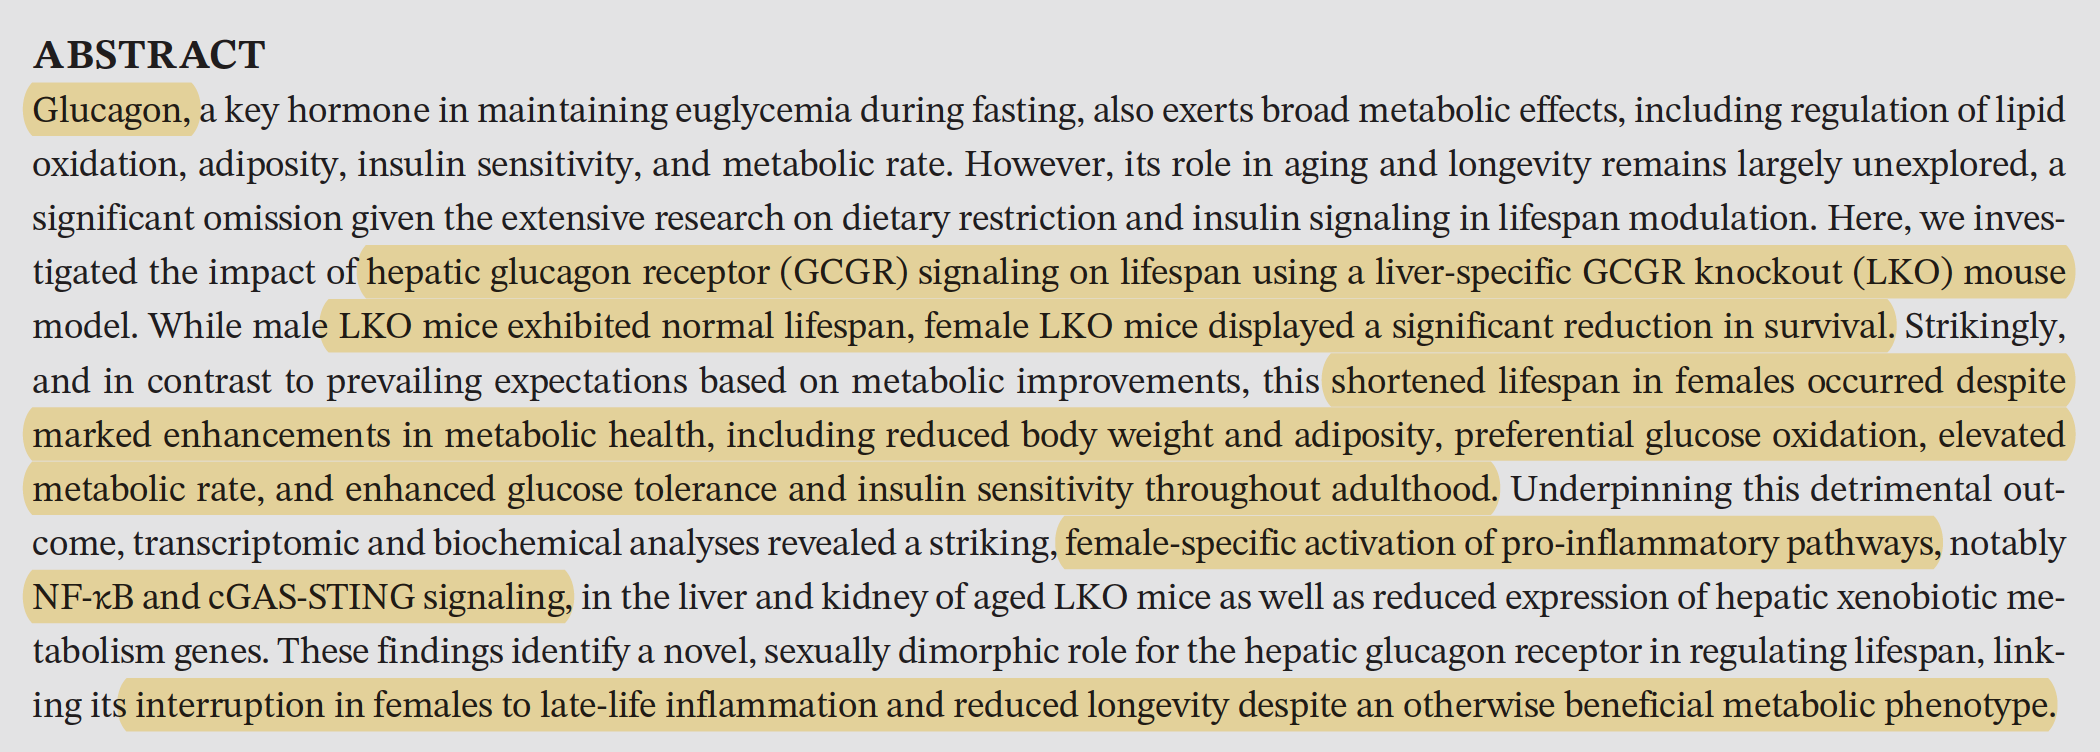 ABSTRACT
Glucagon, a key hormone in maintaining euglycemia during fasting, also exerts broad metabolic effects, including regulation of lipid
oxidation, adiposity, insulin sensitivity, and metabolic rate. However, its role in aging and longevity remains largely unexplored, a
significant omission given the extensive research on dietary restriction and insulin signaling in lifespan modulation. Here, we inves-
tigated the impact of hepatic glucagon receptor (GCGR) signaling on lifespan using a liver-specific GCGR knockout (LKO) mouse
model. While male LKO mice exhibited normal lifespan, female LKO mice displayed a significant reduction in survival. Strikingly,
and in contrast to prevailing expectations based on metabolic improvements, this shortened lifespan in females occurred despite
marked enhancements in metabolic health, including reduced body weight and adiposity, preferential glucose oxidation, elevated
metabolic rate, and enhanced glucose tolerance and insulin sensitivity throughout adulthood. Underpinning this detrimental out-
come, transcriptomic and biochemical analyses revealed a striking, female-specific activation of pro-inflammatory pathways, notably
NF-κB and cGAS-STING signaling, in the liver and kidney of aged LKO mice as well as reduced expression of hepatic xenobiotic me-
tabolism genes. These findings identify a novel, sexually dimorphic role for the hepatic glucagon receptor in regulating lifespan, link-
ing its interruption in females to late-life inflammation and reduced longevity despite an otherwise beneficial metabolic phenotype.